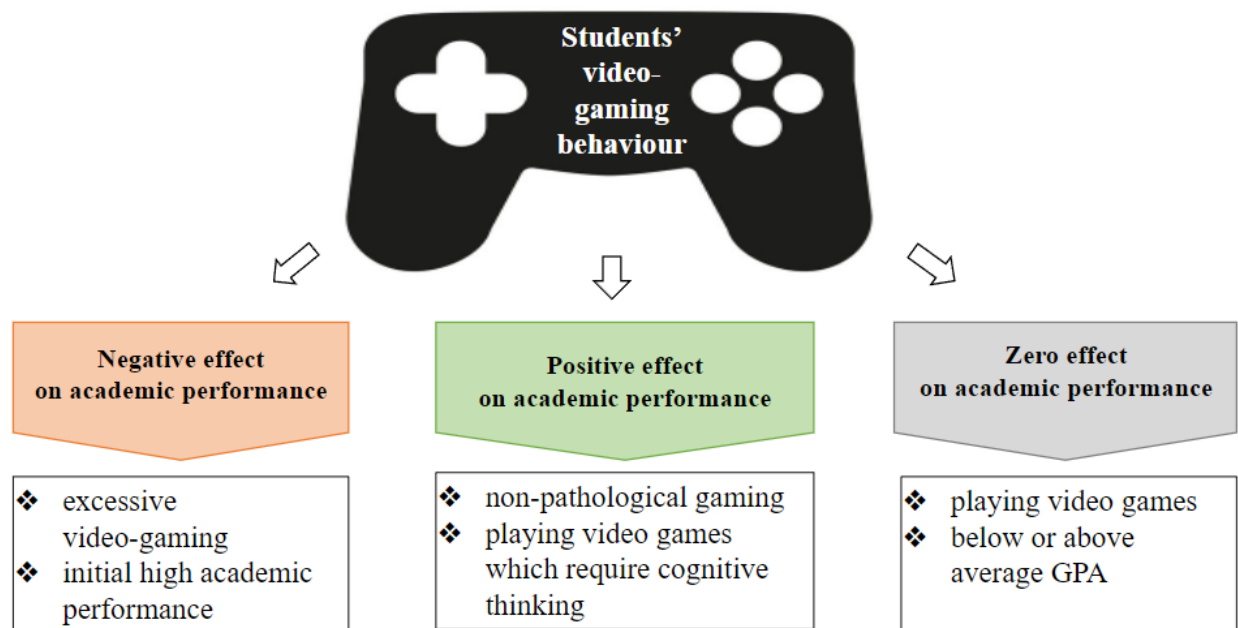 Students’
video-
gaming
behaviour
Negative effect
on academic performance
Positive effect
on academic performance
Zero effect
on academic performance
❖ excessive
video-gaming
❖ initial high academic
performance
❖ non-pathological gaming
❖ playing video games
which require cognitive
thinking
❖ playing video games
❖ below or above
average GPA